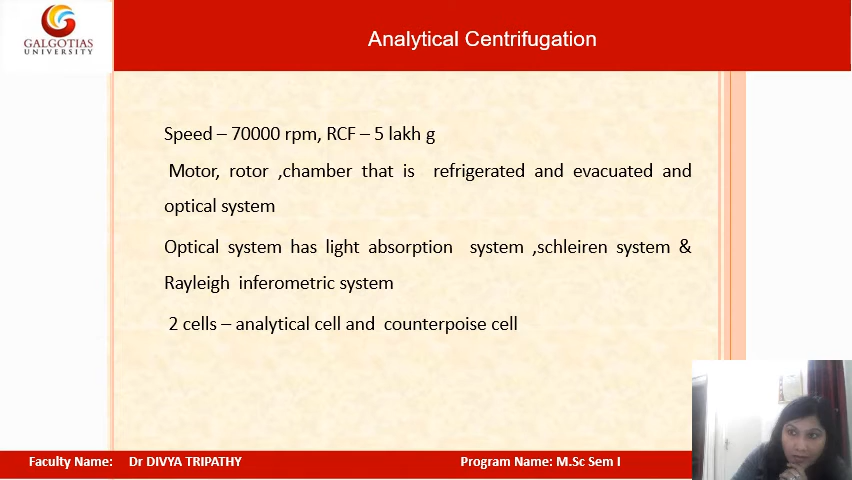 GALGOTIAS
UNIVERSITY
Analytical Centrifugation
Speed – 70000 rpm, RCF – 5 lakh g
Motor, rotor ,chamber that is refrigerated and evacuated and
optical system
Optical system has light absorption system ,schleiren system &
Rayleigh inferometric system
2 cells – analytical cell and counterpoise cell
Faculty Name: Dr DIVYA TRIPATHY
Program Name: M.Sc Sem I